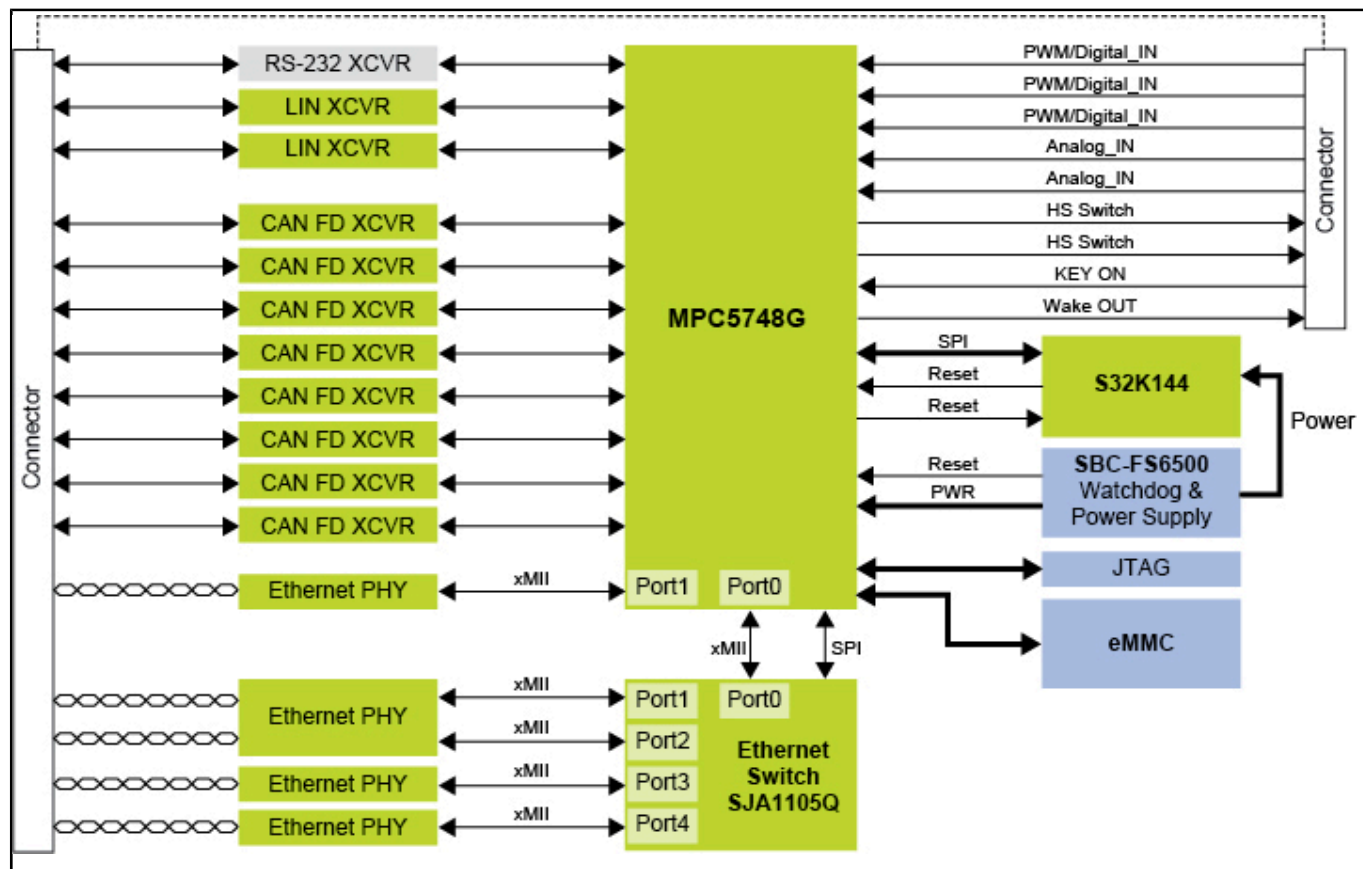 RS-232 XCVR
LIN XCVR
LIN XCVR
CAN FD XCVR
CAN FD XCVR
CAN FD XCVR
CAN FD XCVR
CAN FD XCVR
CAN FD XCVR
CAN FD XCVR
CAN FD XCVR
Connector
Ethernet PHY
xMII
Ethernet PHY
xMII
xMII
Ethernet PHY
xMII
Ethernet PHY
xMII
MPC5748G
Port1
Port0
xMII
SPI
Port1
Port0
Port2
Port3
Port4
Ethernet
Switch
SJA1105Q
PWM/Digital_IN
PWM/Digital_IN
PWM/Digital_IN
Analog_IN
Analog_IN
HS Switch
HS Switch
KEY ON
Wake OUT
Connector
SPI
Reset
Reset
S32K144
Power
Reset
PWR
SBC-FS6500
Watchdog &
Power Supply
JTAG
eMMC